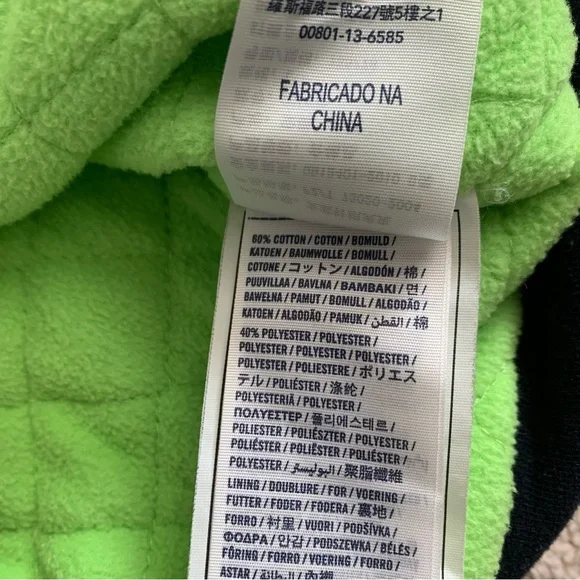 羅斯福路三段227號5樓之1
00801-13-6585
FABRICADO NA
CHINA
60% COTTON / COTON / BOMULD /
KATOEN / BAUMWOLLE / BOMULL /
COTONE / コットン / ALGODÓN / 棉 /
PUUVILLAA / BAVLNA / ΒΑΜΒΑΚΙ / 면 /
BAWEŁNA / PAMUT / BOMULL / ALGODÃO /
KATOEN / ALGODÃO / PAMUK / القطن / 棉
40% POLYESTER / POLYESTER /
POLYESTER / POLYESTER / POLYESTER /
POLYESTER / POLIESTERE / ポリエス
テル / POLIÉSTER / 涤纶 /
POLYESTERIÄ / POLYESTER /
ΠΟΛΥΕΣΤΕΡ / 폴리에스테르 /
POLIESTER / POLIÉSZTER / POLYESTER /
POLIÉSTER / POLIÉSTER / POLIÉSTER /
POLYESTER / البوليستر / 聚脂纖維
LINING / DOUBLURE / FOR / VOERING /
FUTTER / FODER / FODERA / 裏地 /
FORRO / 村里 / VUORI / PODŠÍVKA /
ΦΟΔΡΑ / 안감 / PODSZEWKA / BÉLÉS /
FÔRING / FORRO / VOERING / FORRO /
ASTAR /